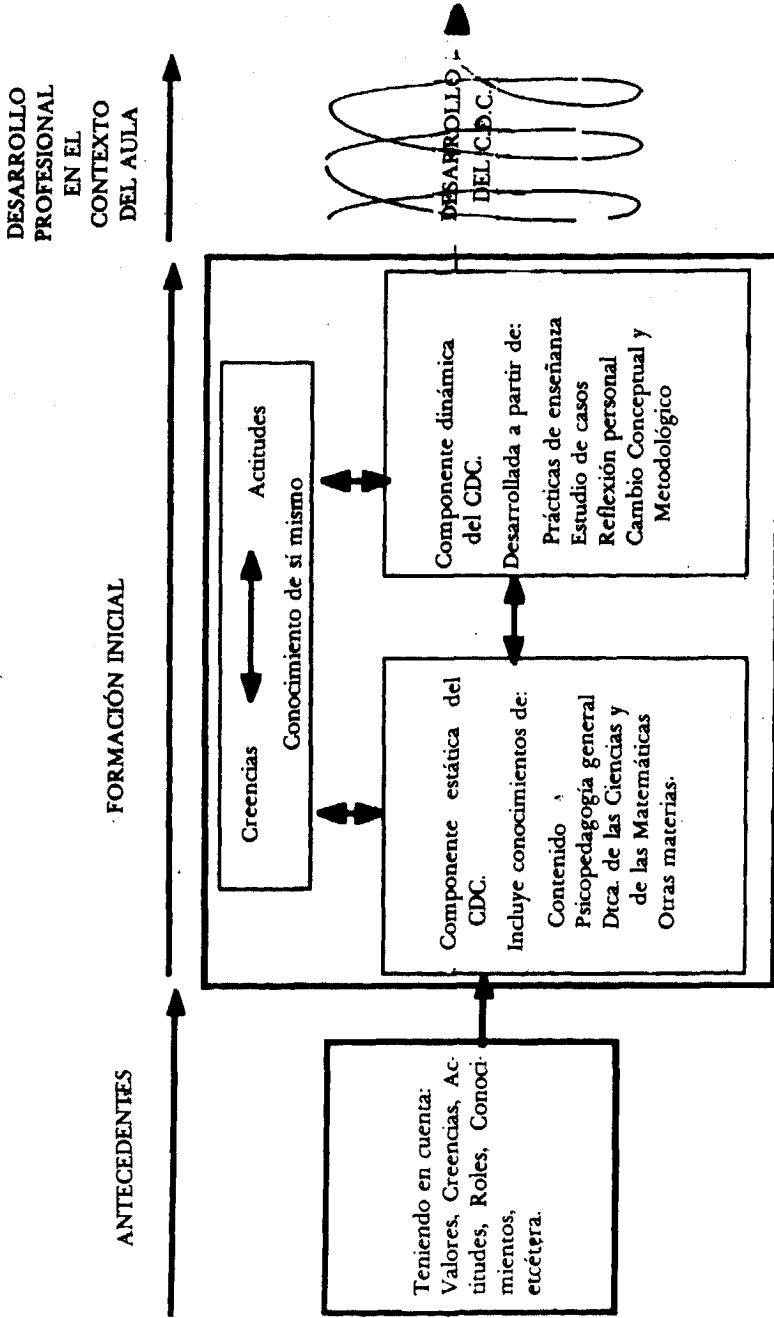 ANTECEDENTES
FORMACIÓN INICIAL
DESARROLLO
PROFESIONAL
EN EL
CONTEXTO
DEL AULA
Teniendo en cuenta:
Valores, Creencias, Ac-
titudes, Roles, Conoci-
mientos,
etcétera.
Creencias
Actitudes
Conocimiento de sí mismo
Componente estática del
CDC.
Incluye conocimientos de:
Contenido
Psicopedagogía general
Dtca. de las Ciencias y
de las Matemáticas
Otras materias.
Componente dinámica
del CDC.
Desarrollada a partir de:
Prácticas de enseñanza
Estudio de casos
Reflexión personal
Cambio Conceptual y
Metodológico
DESARROLLO
DEL C.D.C.